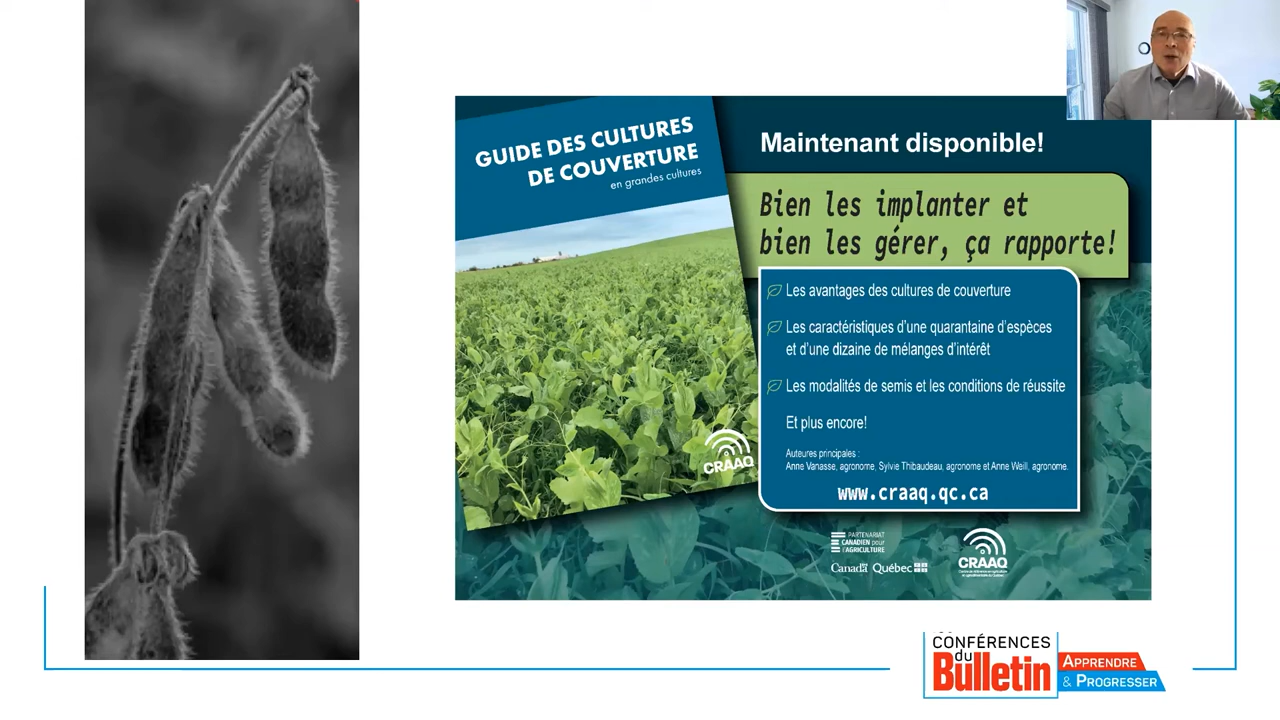 GUIDE DES CULTURES
DE COUVERTURE
en grandes cultures
CRAAQ
Maintenant disponible!
Bien les implanter et
bien les gérer, ça rapporte!
Les avantages des cultures de couverture
Les caractéristiques d'une quarantaine d'espèces
et d'une dizaine de mélanges d'intérêt
Les modalités de semis et les conditions de réussite
Et plus encore!
Auteures principales :
Anne Vanasse, agronome, Sylvie Thibaudeau, agronome et Anne Weill, agronome.
www.craaq.qc.ca
PARTENARIAT
CANADIEN pour
l'AGRICULTURE
Canada Québec
CRAAQ
CONFÉRENCES
du
Bulletin
APPRENDRE
& PROGRESSER